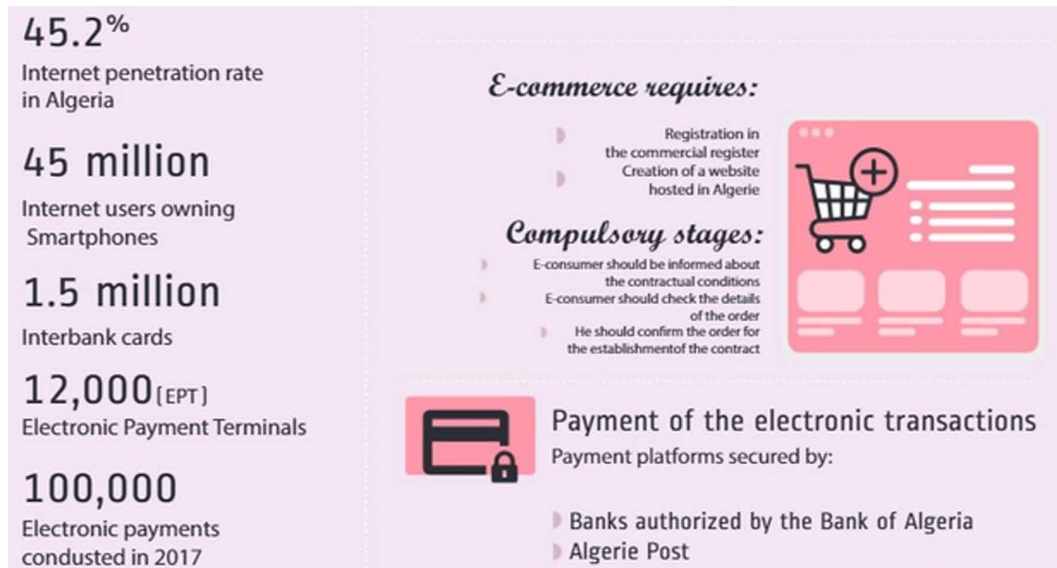 45.2%
Internet penetration rate
in Algeria
45 million
Internet users owning
Smartphones
1.5 million
Interbank cards
12,000 (EPT)
Electronic Payment Terminals
100,000
Electronic payments
condusted in 2017
E-commerce requires:
Registration in
the commercial register
Creation of a website
hosted in Algerie
Compulsory stages:
E-consumer should be informed about
the contractual conditions
E-consumer should check the details
of the order
He should confirm the order for
the establishmentof the contract
Payment of the electronic transactions
Payment platforms secured by:
Banks authorized by the Bank of Algeria
Algerie Post